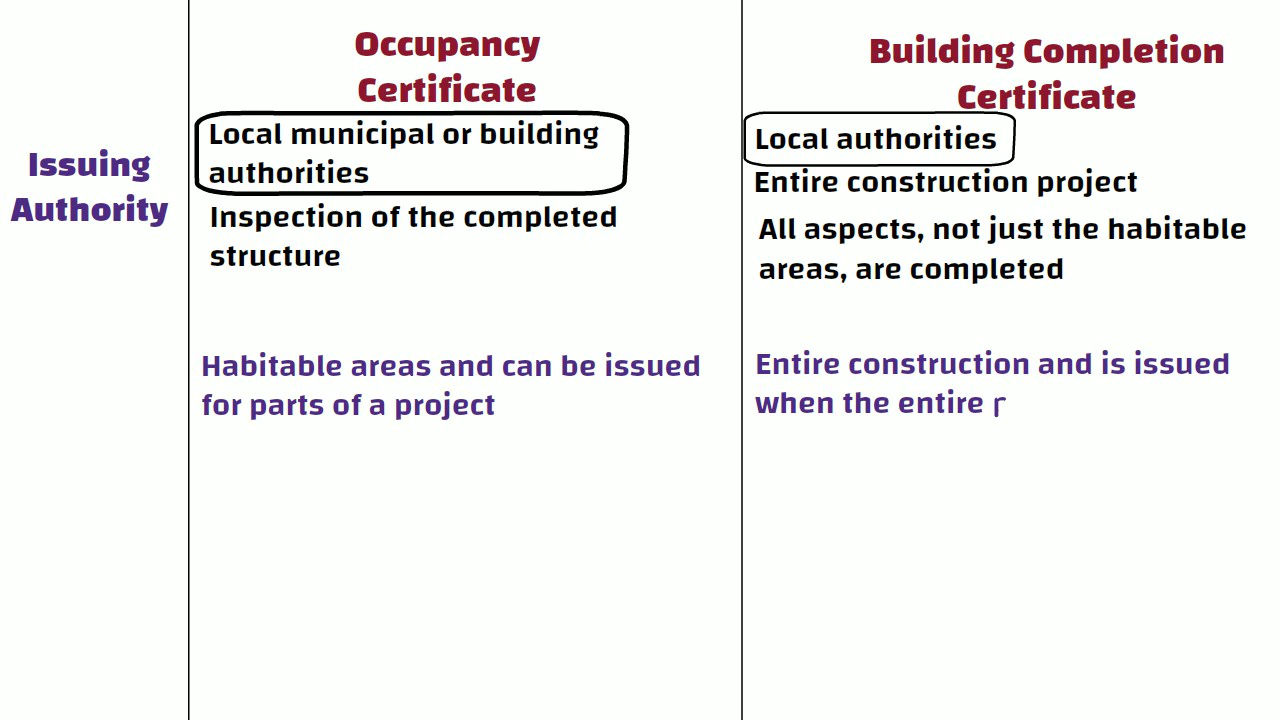 Occupancy
Certificate
Building Completion
Certificate
Issuing
Authority
Local municipal or building
authorities
Inspection of the completed
structure
Local authorities
Entire construction project
All aspects, not just the habitable
areas, are completed
Habitable areas and can be issued
for parts of a project
Entire construction and is issued
when the entire